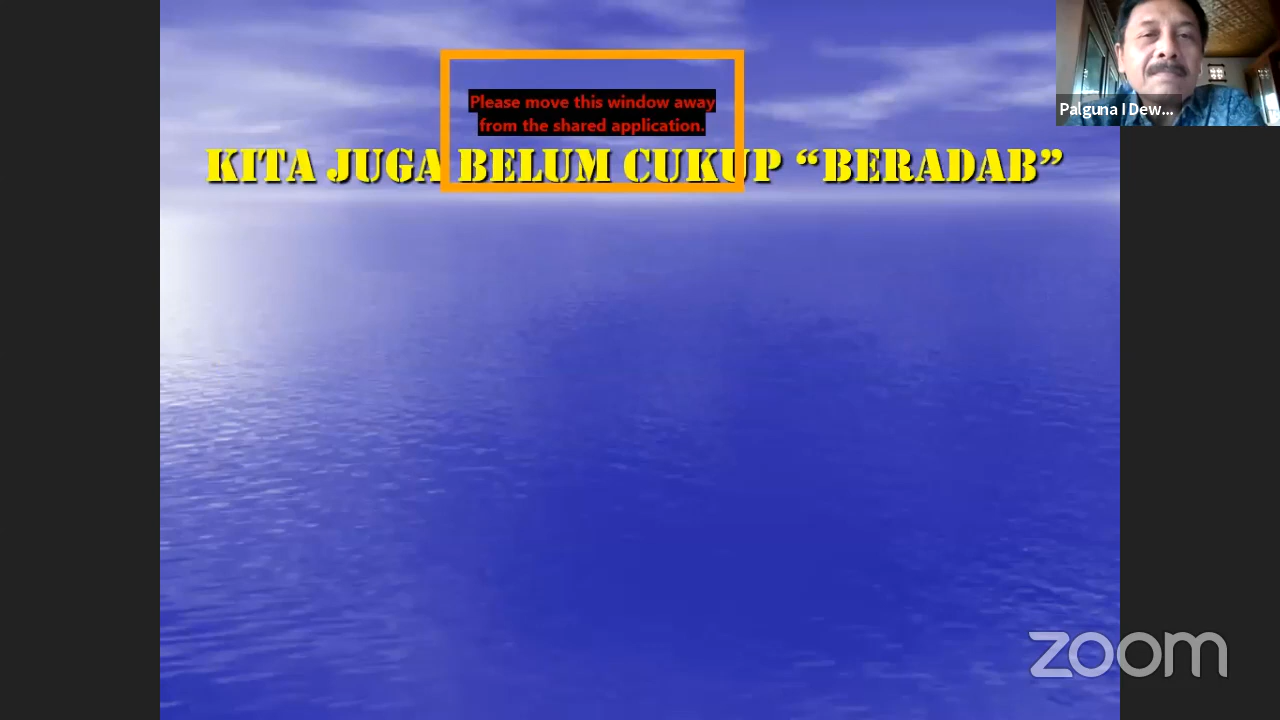 Please move this window away
from the shared application.
KITA JUGA BELUM CUKUP “BERADAB”
Palguna I Dew...
zoom